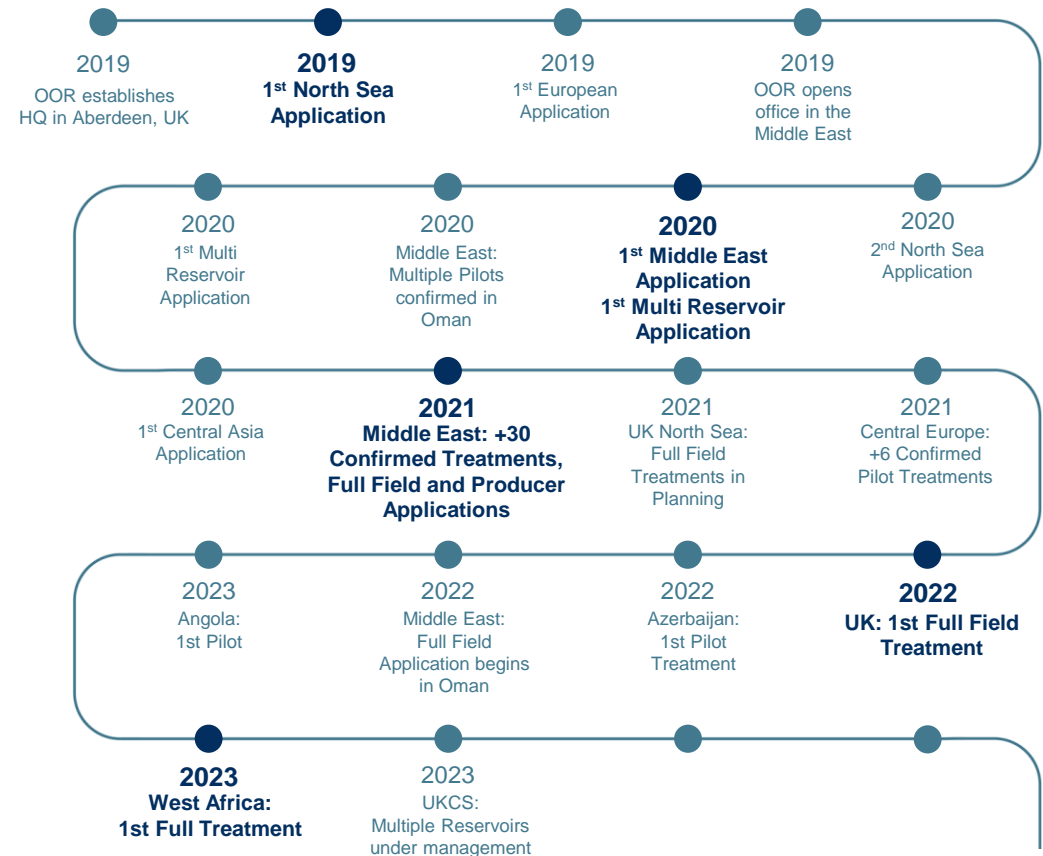 2019
OOR establishes
HQ in Aberdeen, UK
2019
1st North Sea
Application
2019
1st European
Application
2019
OOR opens
office in the
Middle East
2020
1st Multi
Reservoir
Application
2020
Middle East:
Multiple Pilots
confirmed in
Oman
2020
1st Middle East
Application
1st Multi Reservoir
Application
2020
2nd North Sea
Application
2020
1st Central Asia
Application
2021
Middle East: +30
Confirmed Treatments,
Full Field and Producer
Applications
2021
UK North Sea:
Full Field
Treatments in
Planning
2021
Central Europe:
+6 Confirmed
Pilot Treatments
2023
Angola:
1st Pilot
2022
Middle East:
Full Field
Application begins
in Oman
2022
Azerbaijan:
1st Pilot
Treatment
2022
UK: 1st Full Field
Treatment
2023
West Africa:
1st Full Treatment
2023
UKCS:
Multiple Reservoirs
under management